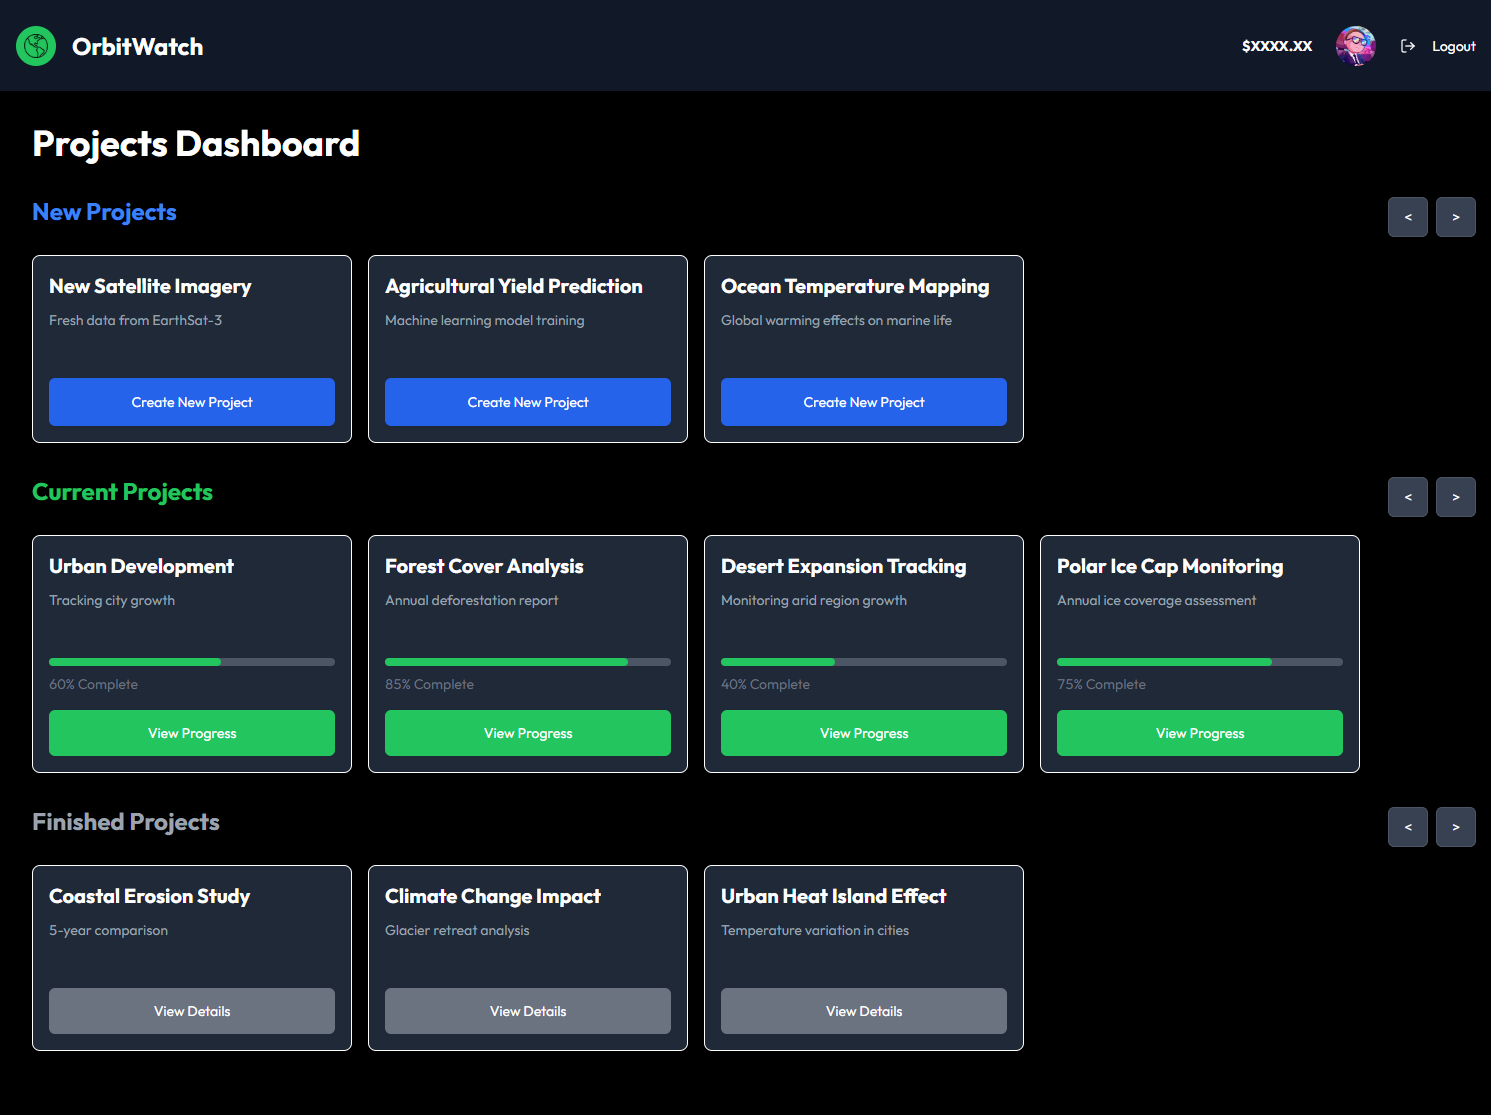 OrbitWatch
$XXXX.XX
Logout
Projects Dashboard
New Projects
<
>
New Satellite Imagery
Fresh data from EarthSat-3
Create New Project
Agricultural Yield Prediction
Machine learning model training
Create New Project
Ocean Temperature Mapping
Global warming effects on marine life
Create New Project
Current Projects
<
>
Urban Development
Tracking city growth
60% Complete
View Progress
Forest Cover Analysis
Annual deforestation report
85% Complete
View Progress
Desert Expansion Tracking
Monitoring arid region growth
40% Complete
View Progress
Polar Ice Cap Monitoring
Annual ice coverage assessment
75% Complete
View Progress
Finished Projects
<
>
Coastal Erosion Study
5-year comparison
View Details
Climate Change Impact
Glacier retreat analysis
View Details
Urban Heat Island Effect
Temperature variation in cities
View Details